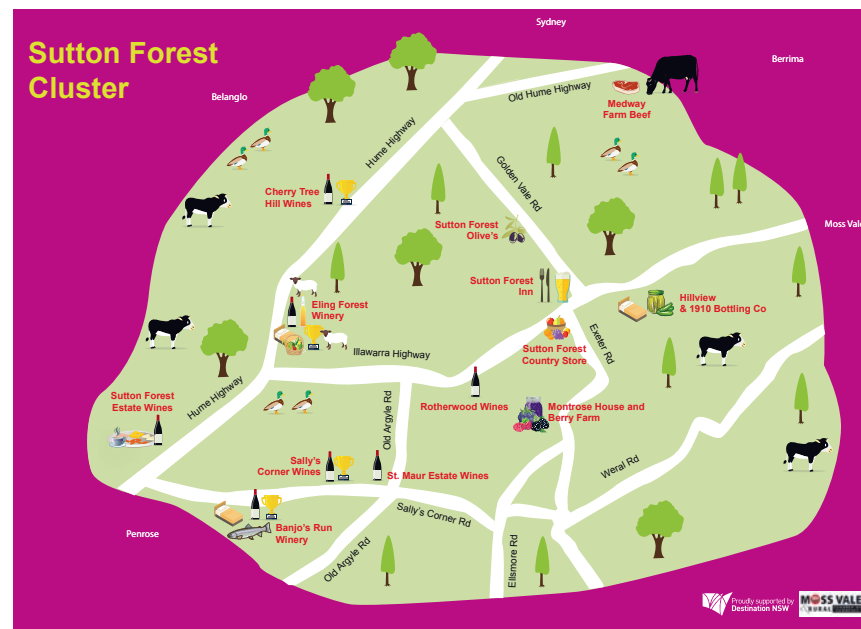 Sutton Forest
Cluster
Sydney
Berrima
Belanglo
Old Hume Highway
Medway
Farm Beef
Hume Highway
Golden Vale Rd
Cherry Tree
Hill Wines
Sutton Forest
Olive's
Moss Vale
Sutton Forest
Inn
Hillview
& 1910 Bottling Co
Eling Forest
Winery
Exeter Rd
Illawarra Highway
Sutton Forest
Country Store
Sutton Forest
Estate Wines
Hume Highway
Old Argyle Rd
Rotherwood Wines
Montrose House and
Berry Farm
Sally's
Corner Wines
St. Maur Estate Wines
Weral Rd
Sally's Corner Rd
Banjo's Run
Winery
Penrose
Old Argyle Rd
Ellsmore Rd
Proudly supported by
Destination NSW
MOSS VALE
RURAL